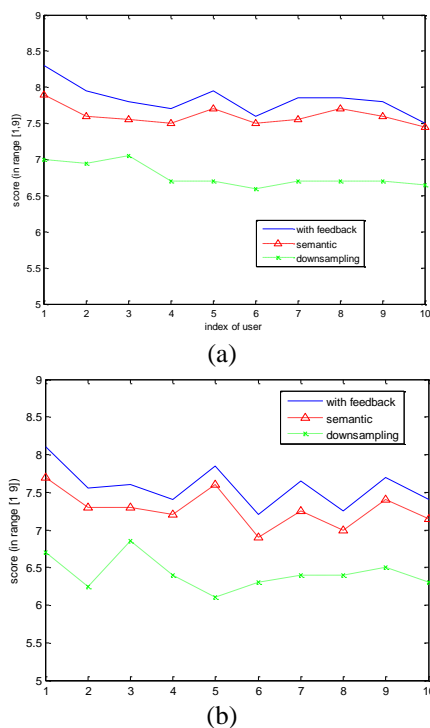 9
8.5
8
7.5
7
6.5
6
5.5
5
score (in range [1,9])
with feedback
semantic
downsampling
1 2 3 4 5 6 7 8 9 10
index of user
(a)
9
8.5
8
7.5
7
6.5
6
5.5
5
score (in range [1 9])
with feedback
semantic
downsampling
1 2 3 4 5 6 7 8 9 10
(b)